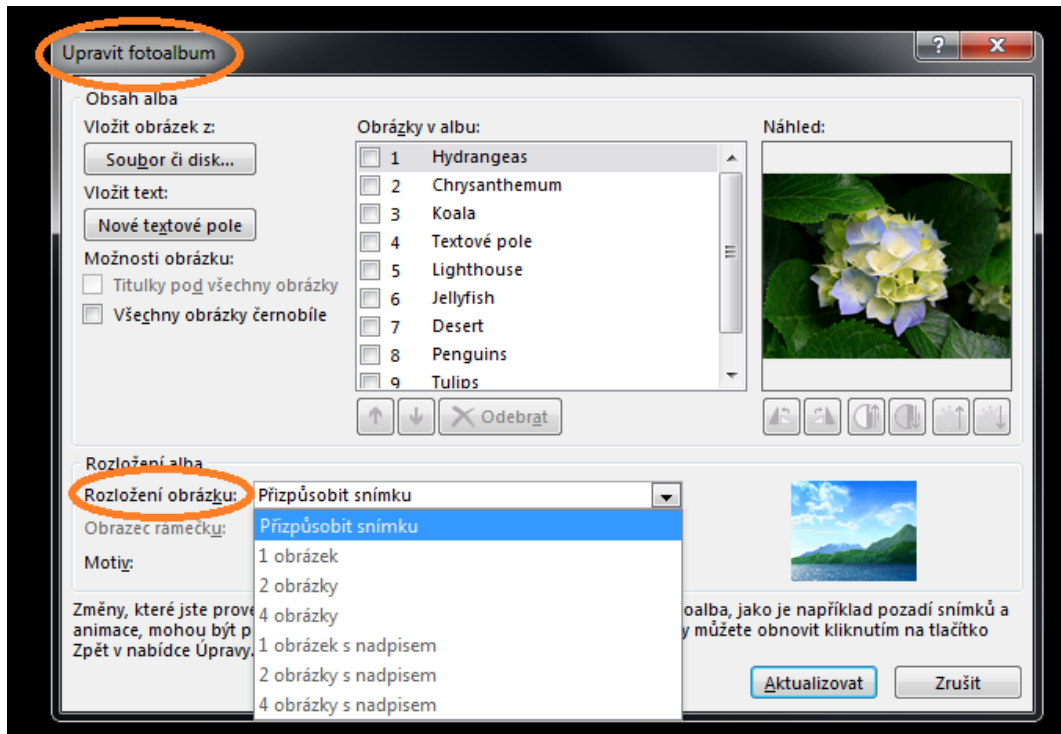 Upravit fotoalbum
?
x
Obsah alba
Vložit obrázek z:
Soubor či disk...
Vložit text:
Nové textové pole
Možnosti obrázku:
Titulky pod všechny obrázky
Všechny obrázky černobíle
Obrázky v albu:
1 Hydrangeas
2 Chrysanthemum
3 Koala
4 Textové pole
5 Lighthouse
6 Jellyfish
7 Desert
8 Penguins
9 Tulips
Odebrat
Náhled:
Rozložení alba
Rozložení obrázku: Přizpůsobit snímku
Obrazec rámečku:
Motiv:
Přizpůsobit snímku
1 obrázek
2 obrázky
4 obrázky
1 obrázek s nadpisem
2 obrázky s nadpisem
4 obrázky s nadpisem
Změny, které jste prove oalba, jako je například pozadí snímků a
animace, mohou být p y můžete obnovit kliknutím na tlačítko
Zpět v nabídce Úpravy.
Aktualizovat
Zrušit